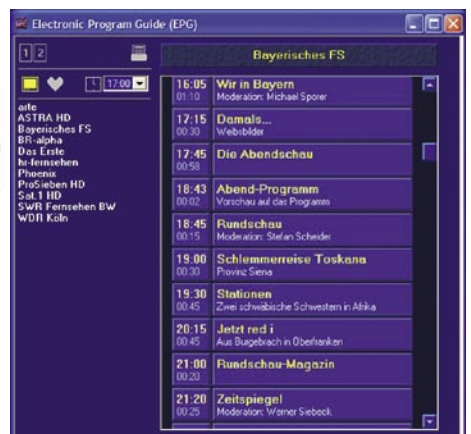 Electronic Program Guide (EPG)
1 2
Bayerisches FS
17:00
arte
ASTRA HD
Bayerisches FS
BR-alpha
Das Erste
hr-fernsehen
Phoenix
ProSieben HD
Sat.1 HD
SWR Fernsehen BW
WDR Köln
16:05 Wir in Bayern
01:10 Moderation: Michael Sporer
17:15 Damals...
00:30 Weibsbilder
17:45 Die Abendschau
00:58
18:43 Abend-Programm
00:02 Vorschau auf das Programm
18:45 Rundschau
00:15 Moderation: Stefan Scheider
19:00 Schlemmerreise Toskana
00:30 Provinz Siena
19:30 Stationen
00:45 Zwei schwäbische Schwestern in Afrika
20:15 Jetzt red i
00:45 Aus Burgebrach in Oberfranken
21:00 Rundschau-Magazin
00:20
21:20 Zeitspiegel
00:25 Moderation: Werner Siebeck